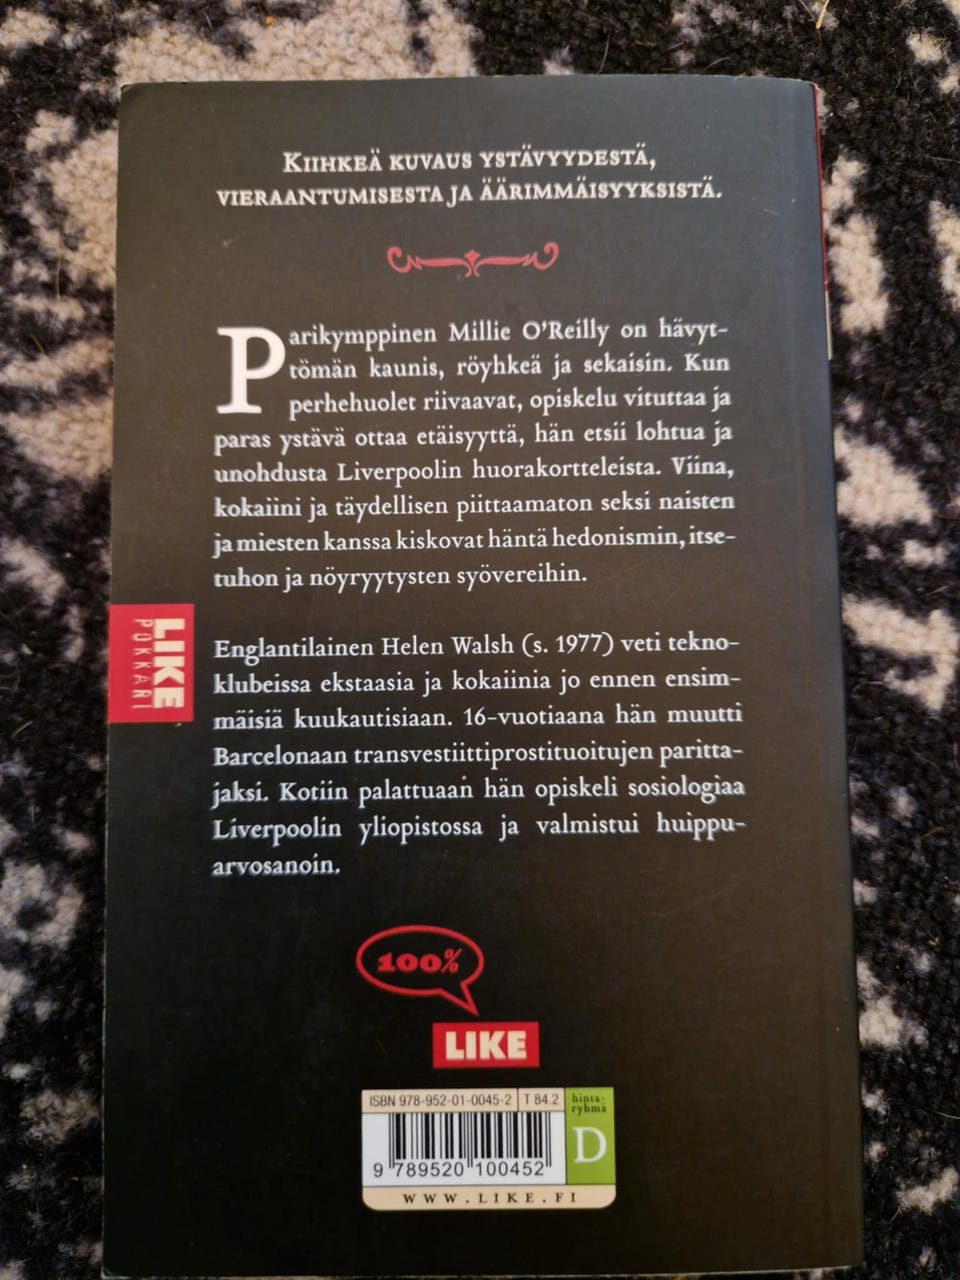 KIIHKEÄ KUVAUS YSTÄVYYDESTÄ,
VIERAANTUMISESTA JA ÄÄRIMMÄISYYKSISTÄ.
Parikymppinen Millie O'Reilly on hävyt-
tömän kaunis, röyhkeä ja sekaisin. Kun
perhehuolet riivaavat, opiskelu vituttaa ja
paras ystävä ottaa etäisyyttä, hän etsii lohtua ja
unohdusta Liverpoolin huorakortteleista. Viina,
kokaiini ja täydellisen piittaamaton seksi naisten
ja miesten kanssa kiskovat häntä hedonismin, itse-
tuhon ja nöyryytysten syövereihin.
LIKE
POKKARI
Englantilainen Helen Walsh (s. 1977) veti tekno-
klubeissa ekstaasia ja kokaiinia jo ennen ensim-
mäisiä kuukautisiaan. 16-vuotiaana hän muutti
Barcelonaan transvestiittiprostituoitujen paritta-
jaksi. Kotiin palattuaan hän opiskeli sosiologiaa
Liverpoolin yliopistossa ja valmistui huippu-
arvosanoin.
100%
LIKE
ISBN 978-952-01-0045-2 T 84.2
hinta-
ryhmä
D
9 789520 100452
WWW.LIKE.FI